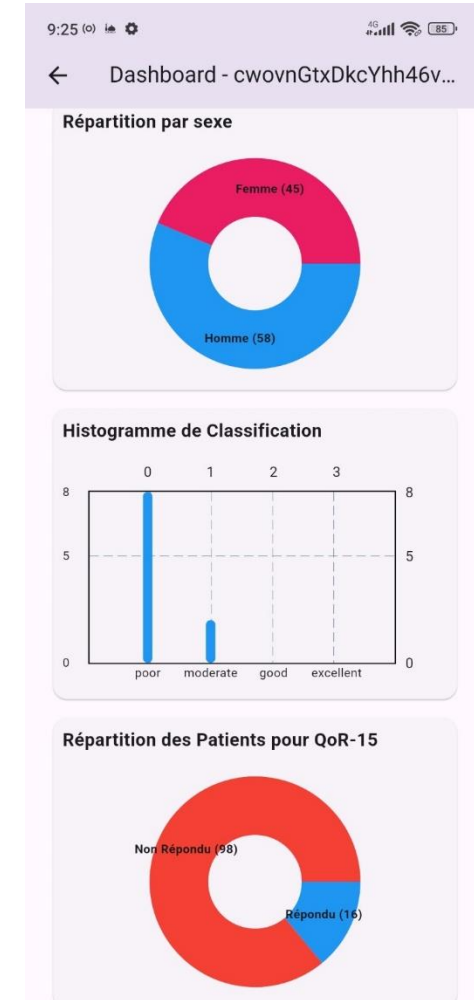 9:25
4G
85
Dashboard - cwovnGtxDkcYhh46v...
Répartition par sexe
Femme (45)
Homme (58)
Histogramme de Classification
0 1 2 3
8 8
5 5
0 0
poor moderate good excellent
Répartition des Patients pour QoR-15
Non Répondu (98)
Répondu (16)